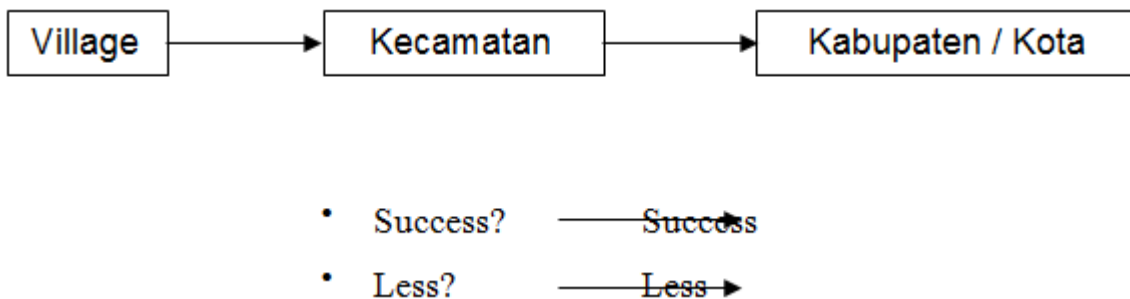 Village Kecamatan Kabupaten / Kota
• Success? Success
• Less? Less